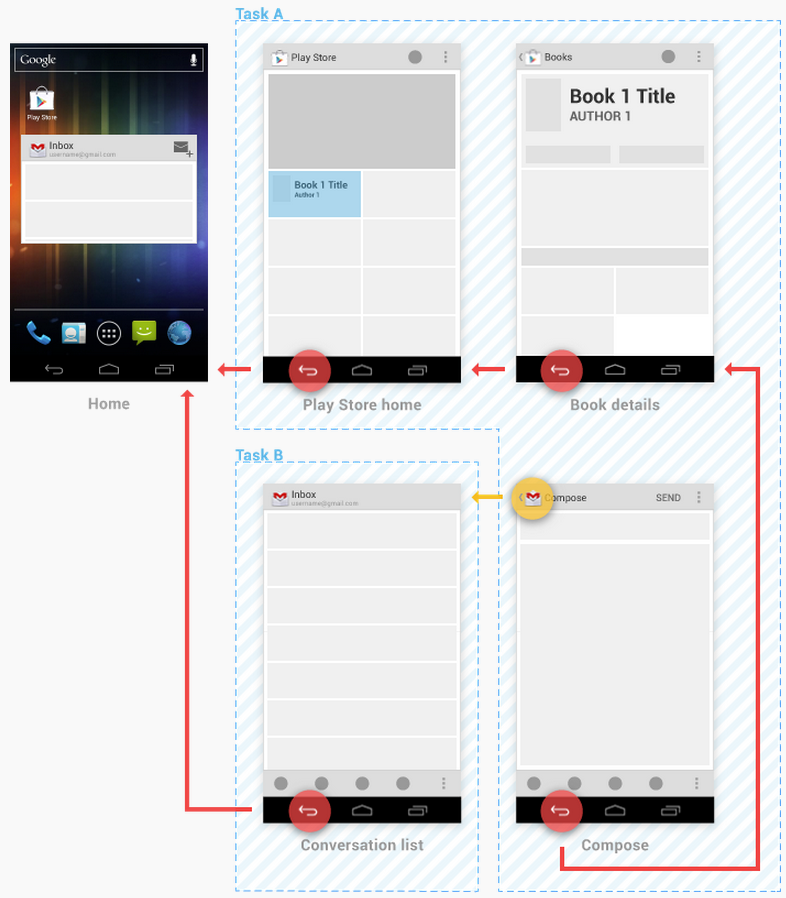 Task A
Google
Play Store
Inbox
username@gmail.com
Home
Play Store
Book 1 Title
Author 1
Play Store home
Books
Book 1 Title
AUTHOR 1
Book details
Task B
Inbox
username@gmail.com
Conversation list
Compose
SEND
Compose